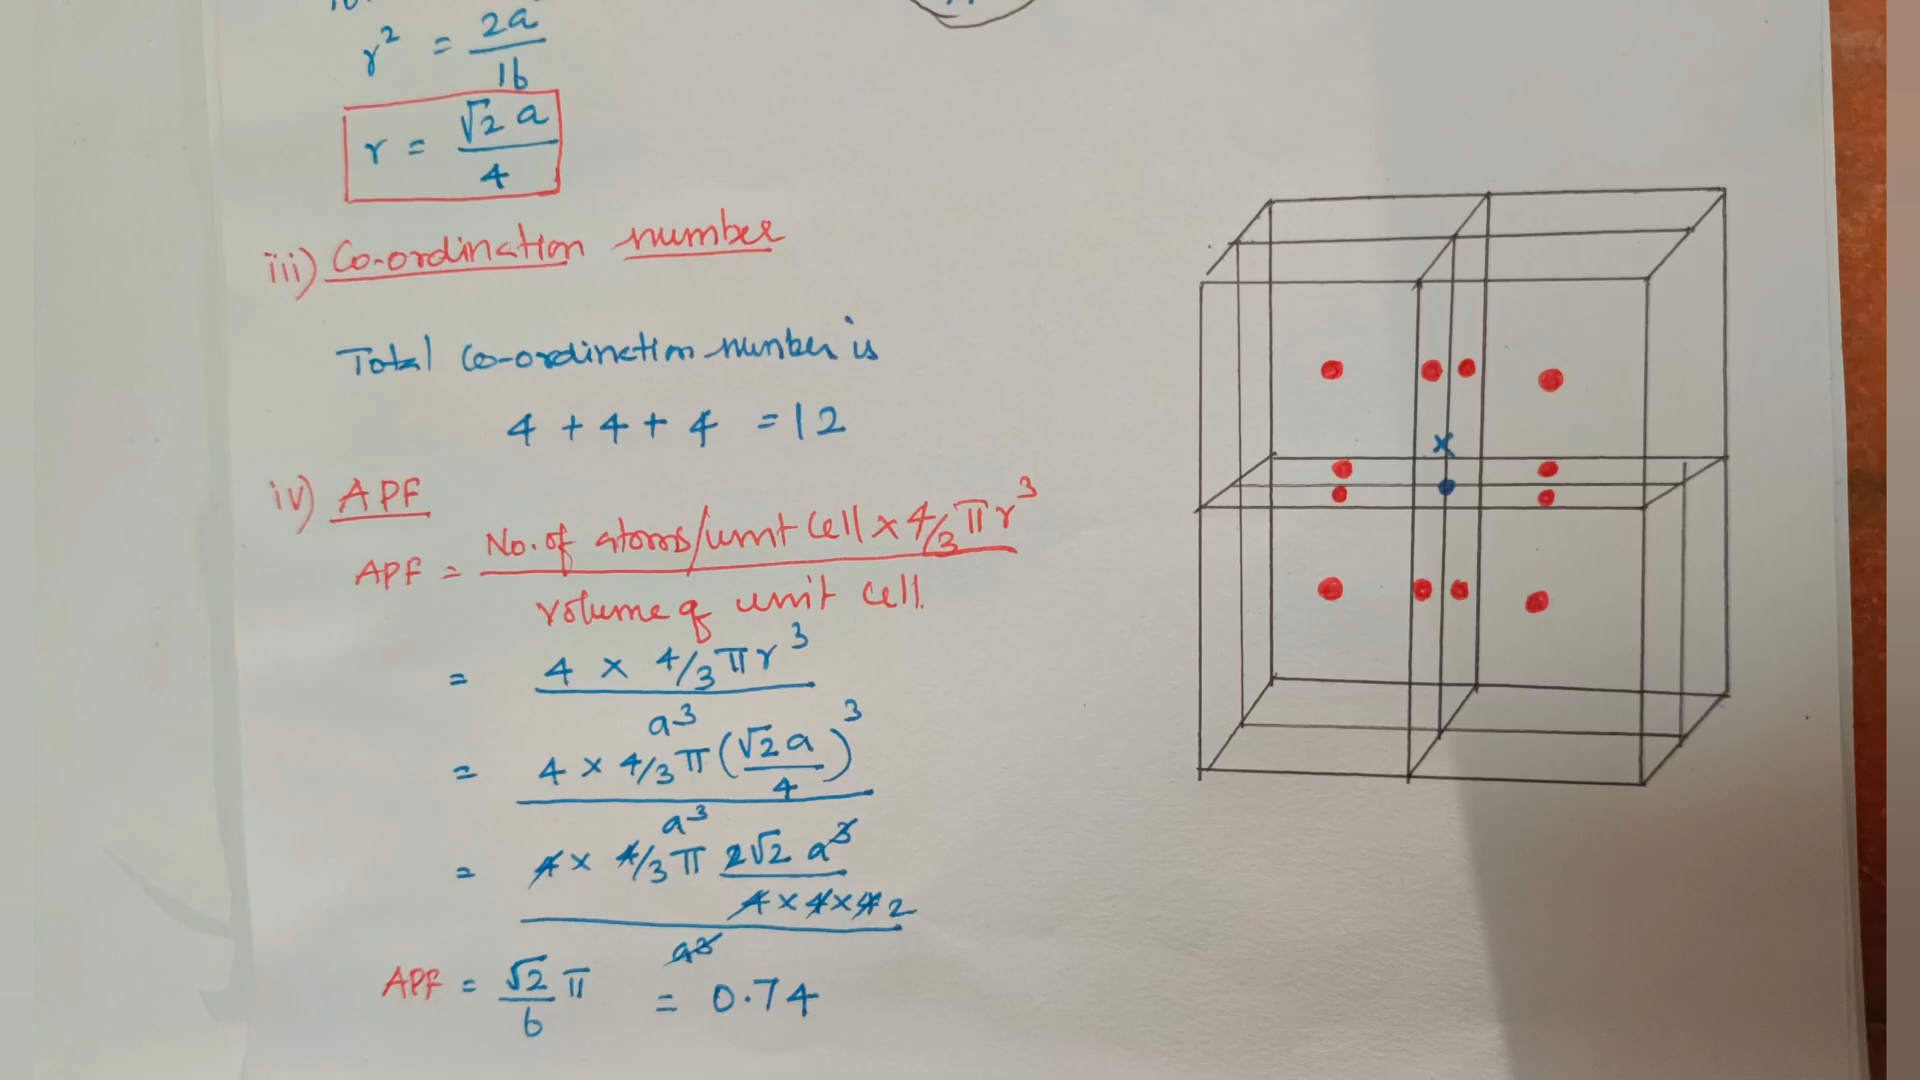 r² = 2a / 16
r = √2 a / 4
iii) Co-ordination number
Total Co-ordination number is
4 + 4 + 4 = 12
iv) APF
APF = No. of atoms/unit cell × 4/3 π r³ / volume of unit cell.
= 4 × 4/3 π r³ / a³
= 4 × 4/3 π (√2 a / 4)³ / a³
= 4 × 4/3 π 2√2 a³ / 4 × 4 × 4 2 / a³
APF = √2 / 6 π = 0.74
x